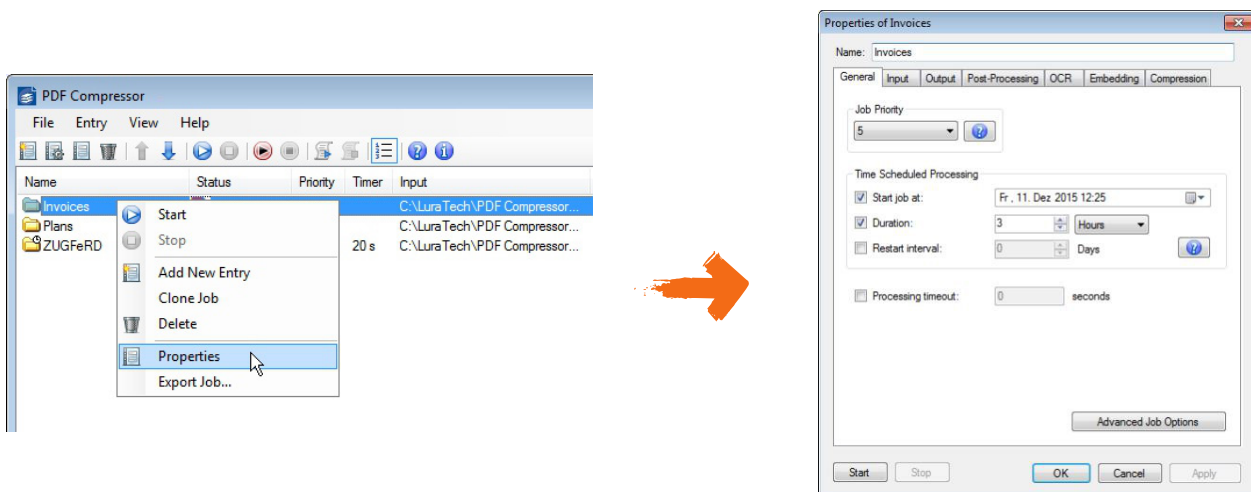 PDF Compressor
File Entry View Help
Name Status Priority Timer Input
Invoices C:\LuraTech\PDF Compressor...
Plans C:\LuraTech\PDF Compressor...
ZUGFeRD 20 s C:\LuraTech\PDF Compressor...
Start
Stop
Add New Entry
Clone Job
Delete
Properties
Export Job...
Properties of Invoices
Name: Invoices
General Input Output Post-Processing OCR Embedding Compression
Job Priority
5
Time Scheduled Processing
Start job at: Fr , 11. Dez 2015 12:25
Duration: 3 Hours
Restart interval: 0 Days
Processing timeout: 0 seconds
Advanced Job Options
Start Stop OK Cancel Apply